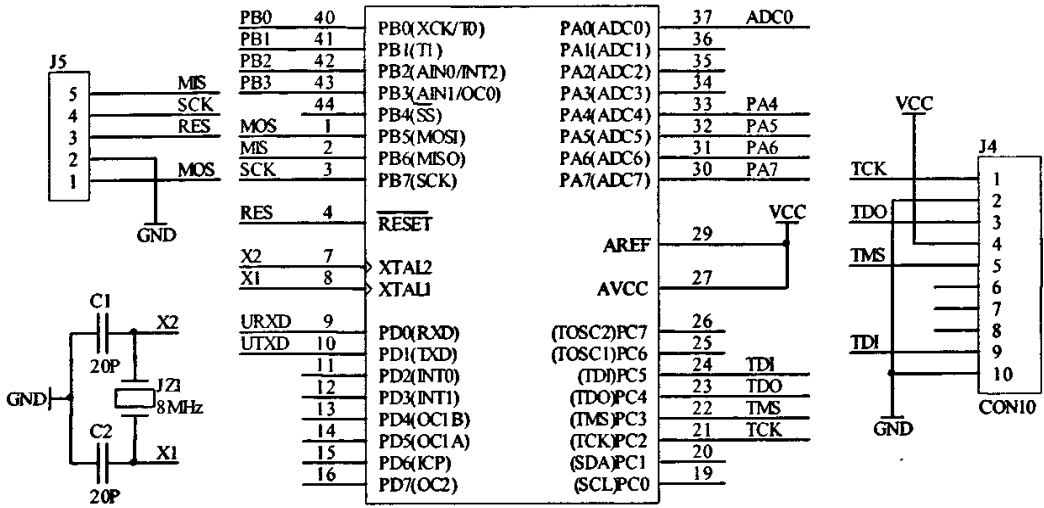 J5
5 MIS
4 SCK
3 RES
2
1 MOS
GND
C1
20P
X2
GND
JZ1
8MHz
C2
20P
X1
PB0 40 PB0(XCK/T0)
PB1 41 PB1(T1)
PB2 42 PB2(AIN0/INT2)
PB3 43 PB3(AIN1/OC0)
44 PB4(SS)
MOS 1 PB5(MOSI)
MIS 2 PB6(MISO)
SCK 3 PB7(SCK)
RES 4 RESET
X2 7 XTAL2
X1 8 XTAL1
URXD 9 PD0(RXD)
UTXD 10 PD1(TXD)
11 PD2(INT0)
12 PD3(INT1)
13 PD4(OC1B)
14 PD5(OC1A)
15 PD6(ICP)
16 PD7(OC2)
PA0(ADC0) 37 ADC0
PA1(ADC1) 36
PA2(ADC2) 35
PA3(ADC3) 34
PA4(ADC4) 33 PA4
PA5(ADC5) 32 PA5
PA6(ADC6) 31 PA6
PA7(ADC7) 30 PA7
VCC
AREF 29
AVCC 27
(TOSC2)PC7 26
(TOSC1)PC6 25
(TDI)PC5 24 TDI
(TDO)PC4 23 TDO
(TMS)PC3 22 TMS
(TCK)PC2 21 TCK
(SDA)PC1 20
(SCL)PC0 19
VCC
J4
TCK 1
2
TDO 3
4
TMS 5
6
7
8
TDI 9
10
CON10
GND